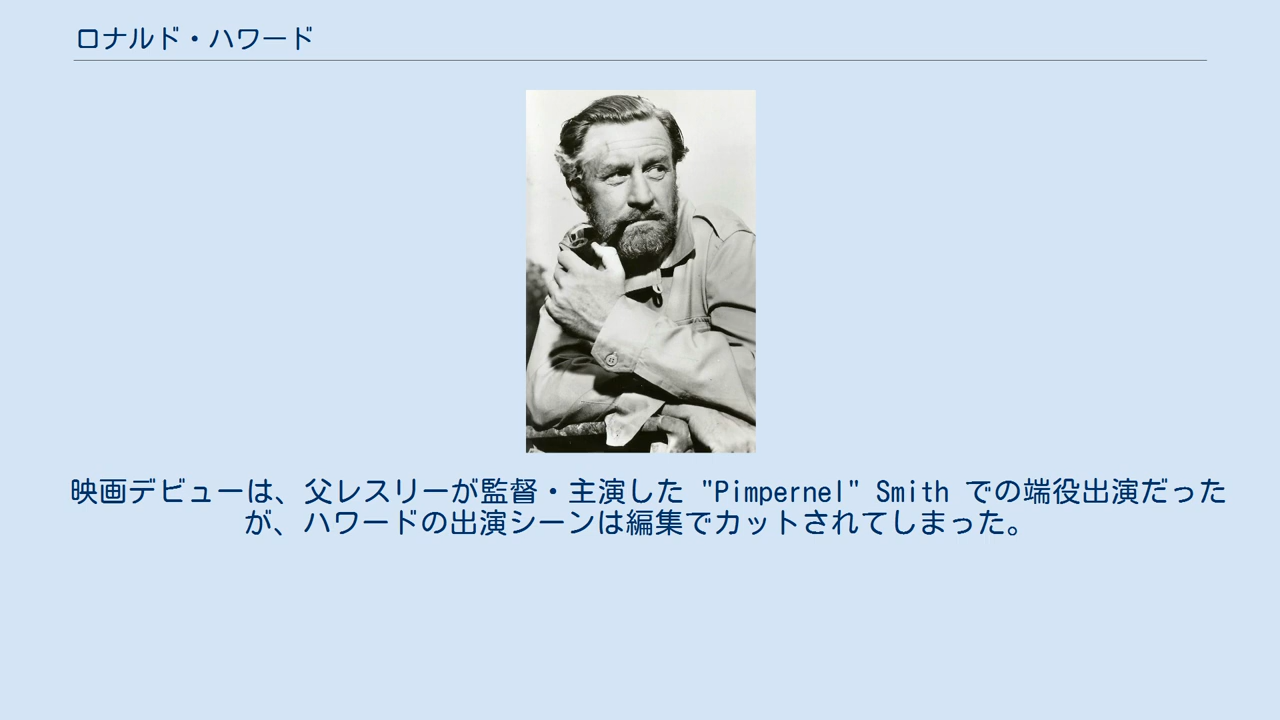 ロナルド・ハワード
映画デビューは、父レスリーが監督・主演した "Pimpernel" Smith での端役出演だった
が、ハワードの出演シーンは編集でカットされてしまった。